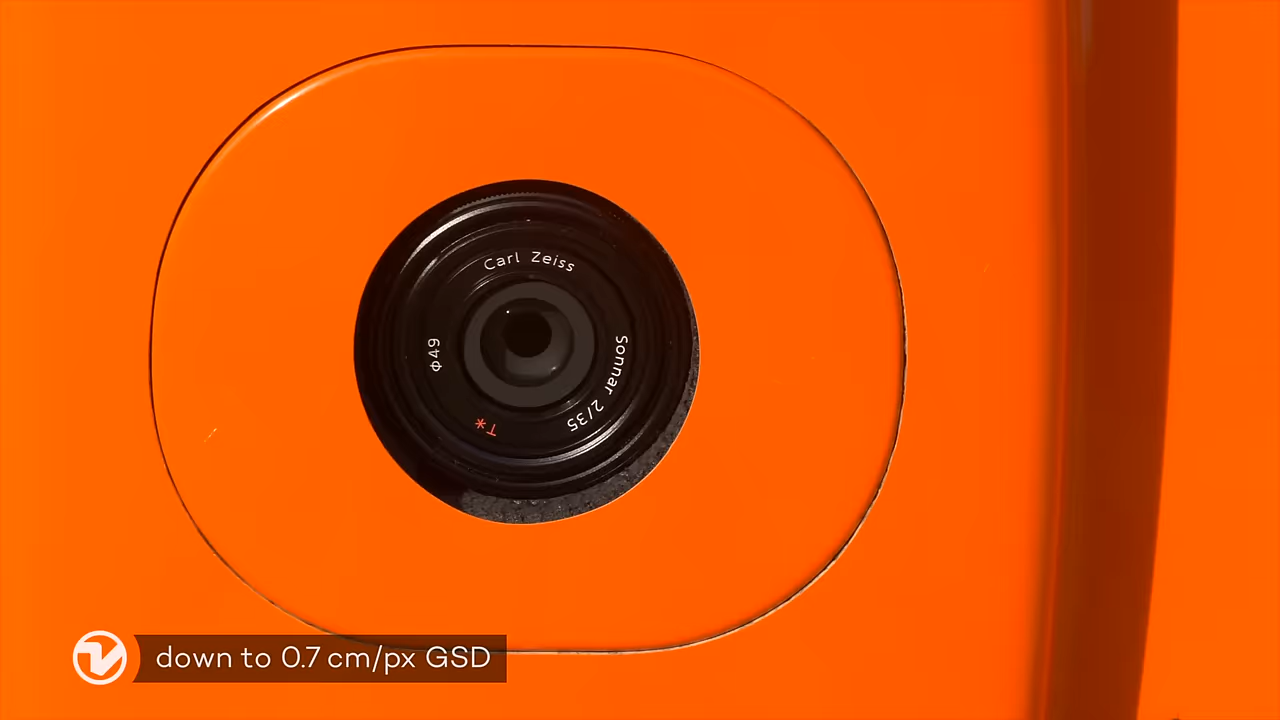 Carl Zeiss
Sonnar 2/35
T*
ϕ49
down to 0.7 cm/px GSD